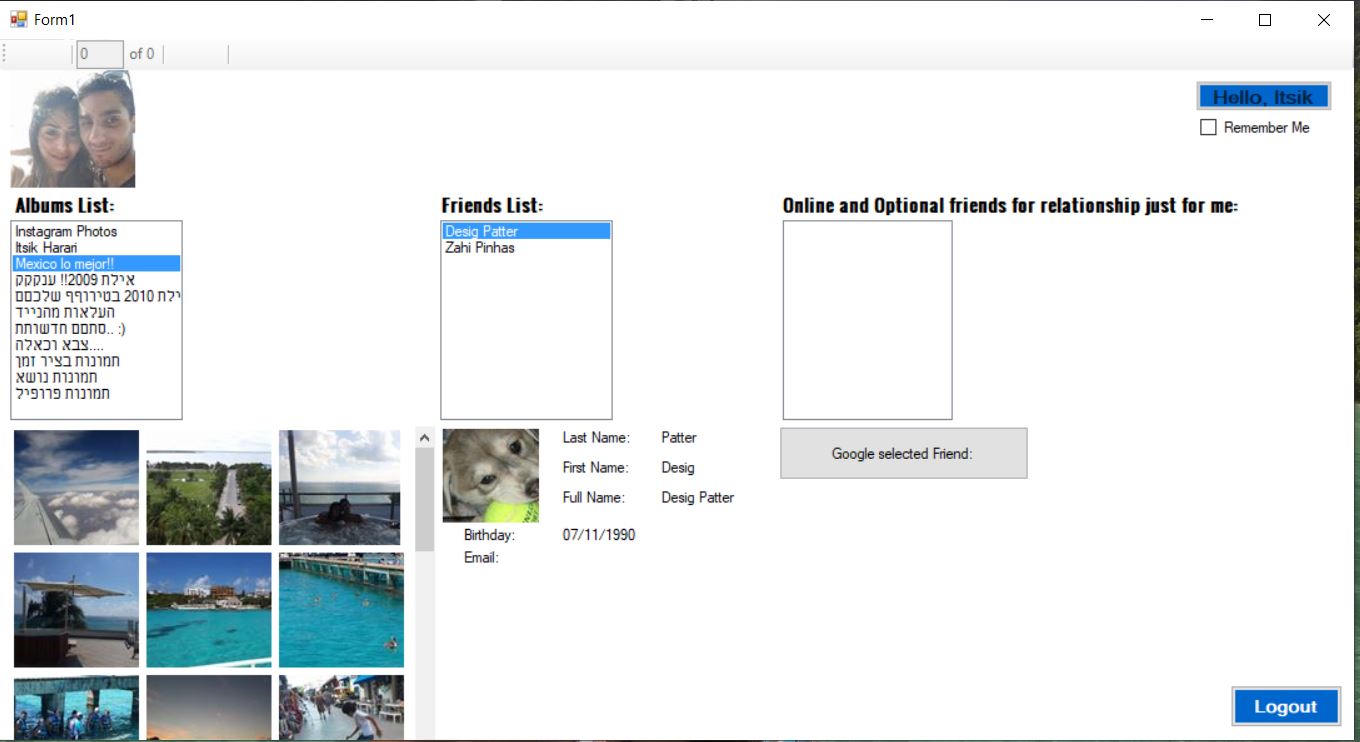 Form1
0 of 0
Hello, Itsik
Remember Me
Albums List:
Instagram Photos
Itsik Harari
Mexico lo mejor!!
אילת 2009!! ענקקק
ילת 2010 בטירוףף שלכםם
העלאות מהנייד
סתםם חדשותת.. :)
צבא וכאלה....
תמונות בציר זמן
תמונות נושא
תמונות פרופיל
Friends List:
Desig Patter
Zahi Pinhas
Online and Optional friends for relationship just for me:
Last Name: Patter
First Name: Desig
Full Name: Desig Patter
Birthday: 07/11/1990
Email:
Google selected Friend:
Logout